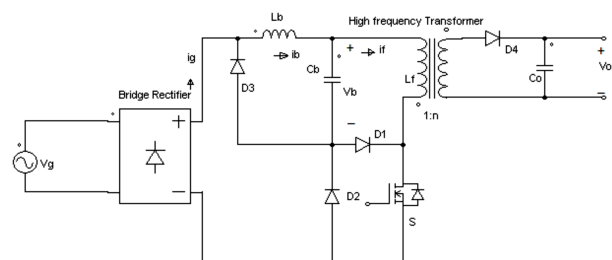 High frequency Transformer
Lb
ib
if
D4
Vo
ig
D3
Cb
Vb
Lf
Co
1:n
Bridge Rectifier
D1
Vg
D2
S